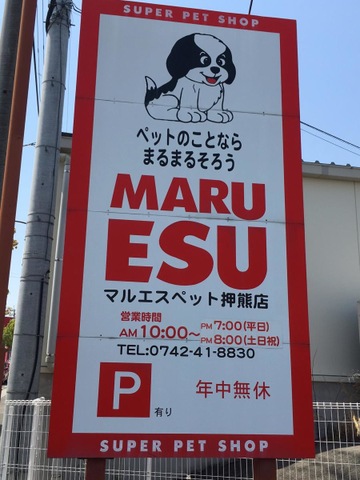 SUPER PET SHOP
ペットのことなら
まるまるそろう
MARU
ESU
マルエスペット押熊店
営業時間
AM 10:00～ PM 7:00(平日)
PM 8:00(土日祝)
TEL:0742-41-8830
P 有り
年中無休
SUPER PET SHOP